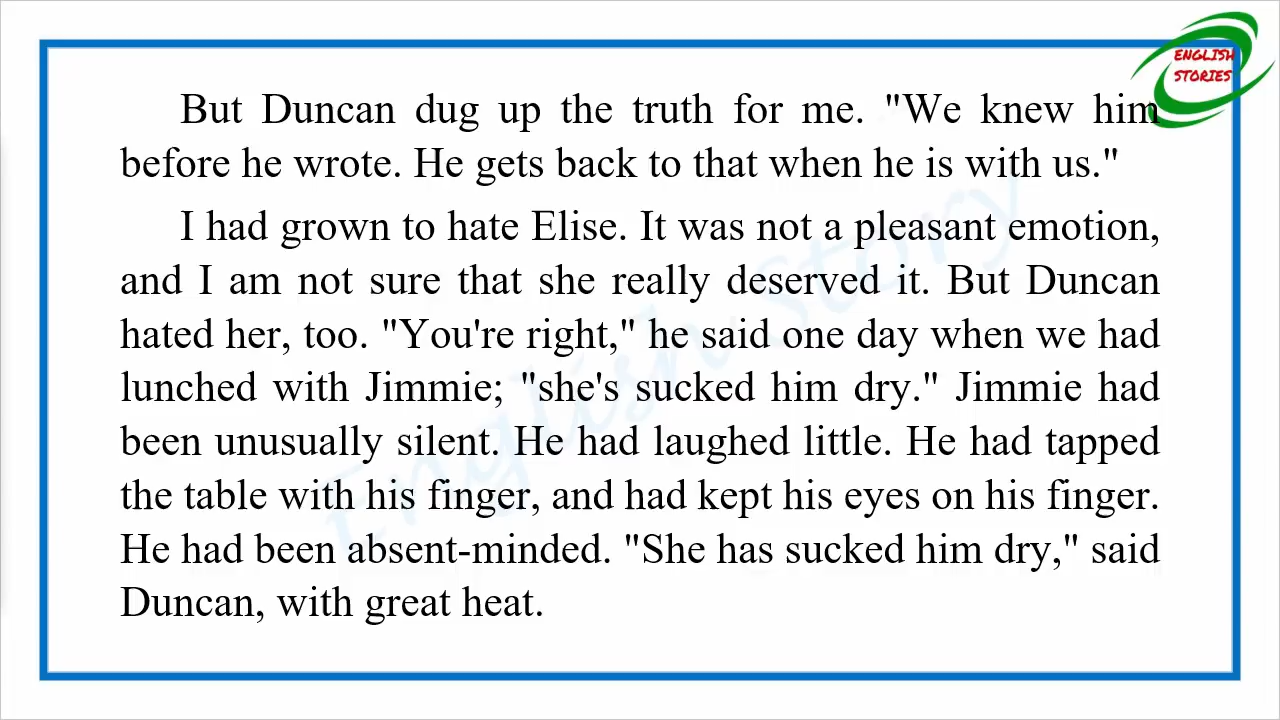 ENGLISH
STORIES
But Duncan dug up the truth for me. "We knew him
before he wrote. He gets back to that when he is with us."
I had grown to hate Elise. It was not a pleasant emotion,
and I am not sure that she really deserved it. But Duncan
hated her, too. "You're right," he said one day when we had
lunched with Jimmie; "she's sucked him dry." Jimmie had
been unusually silent. He had laughed little. He had tapped
the table with his finger, and had kept his eyes on his finger.
He had been absent-minded. "She has sucked him dry," said
Duncan, with great heat.
English Story